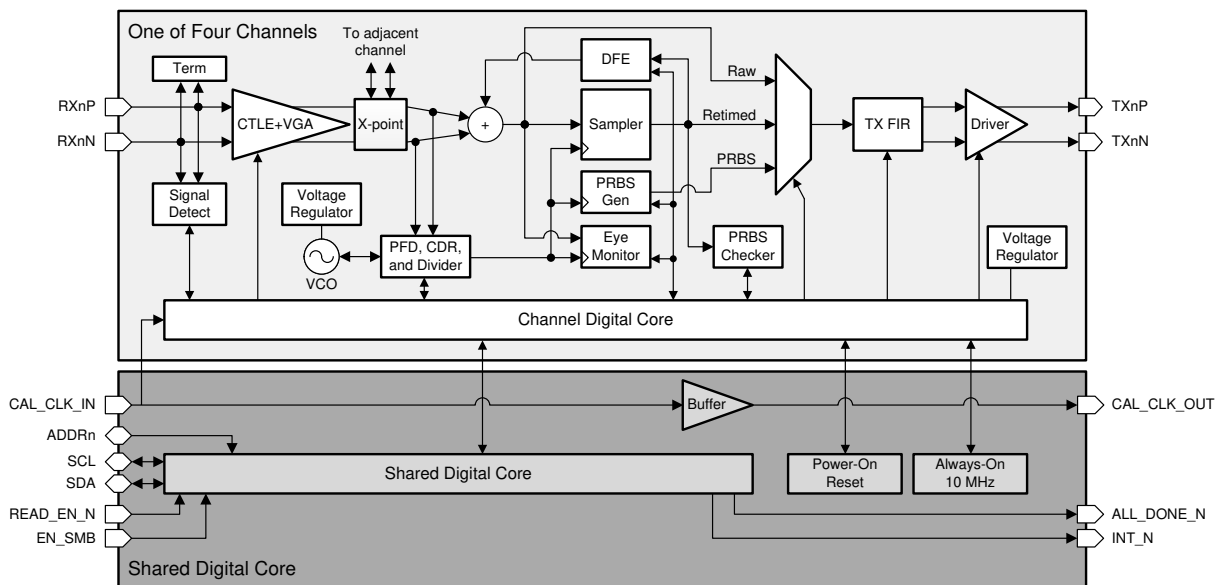 One of Four Channels
To adjacent
channel
Term
DFE
Raw
RXnP
TXnP
CTLE+VGA
X-point
+
Sampler
Retimed
TX FIR
Driver
RXnN
TXnN
PRBS
Signal
Detect
Voltage
Regulator
PRBS
Gen
VCO
PFD, CDR,
and Divider
Eye
Monitor
PRBS
Checker
Voltage
Regulator
Channel Digital Core
CAL_CLK_IN
Buffer
CAL_CLK_OUT
ADDRn
SCL
SDA
Shared Digital Core
Power-On
Reset
Always-On
10 MHz
READ_EN_N
ALL_DONE_N
EN_SMB
INT_N
Shared Digital Core